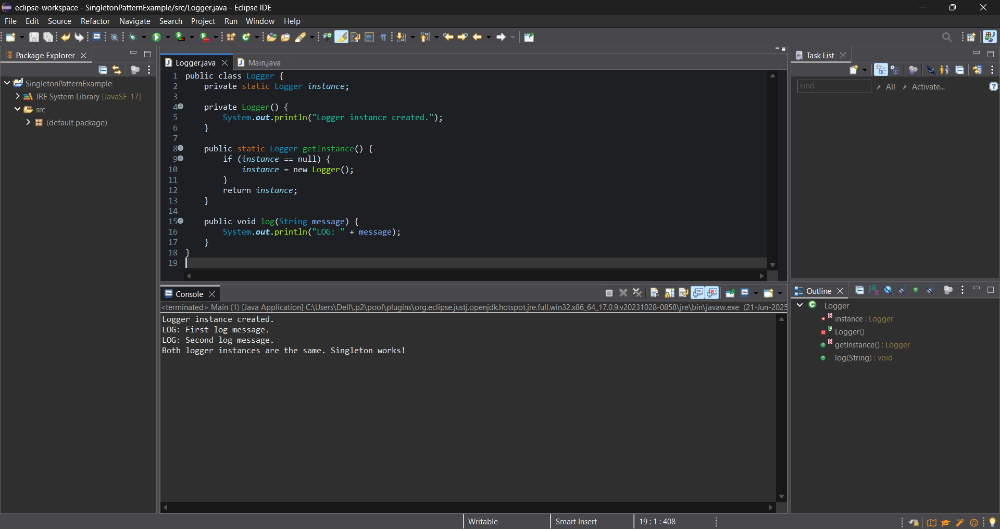 eclipse-workspace - SingletonPatternExample/src/Logger.java - Eclipse IDE
File Edit Source Refactor Navigate Search Project Run Window Help
Package Explorer
SingletonPatternExample
JRE System Library [JavaSE-17]
src
(default package)
Logger.java
Main.java
1 public class Logger {
2     private static Logger instance;
3
4     private Logger() {
5         System.out.println("Logger instance created.");
6     }
7
8     public static Logger getInstance() {
9         if (instance == null) {
10             instance = new Logger();
11         }
12         return instance;
13     }
14
15     public void log(String message) {
16         System.out.println("LOG: " + message);
17     }
18 }
19
Console
<terminated> Main (1) [Java Application] C:\Users\Dell\.p2\pool\plugins\org.eclipse.justj.openjdk.hotspot.jre.full.win32.x86_64_17.0.9.v20231028-0858\jre\bin\javaw.exe (21-Jun-2025
Logger instance created.
LOG: First log message.
LOG: Second log message.
Both logger instances are the same. Singleton works!
Task List
Find
All
Activate...
Outline
Logger
instance : Logger
Logger()
getInstance() : Logger
log(String) : void
Writable
Smart Insert
19 : 1 : 408